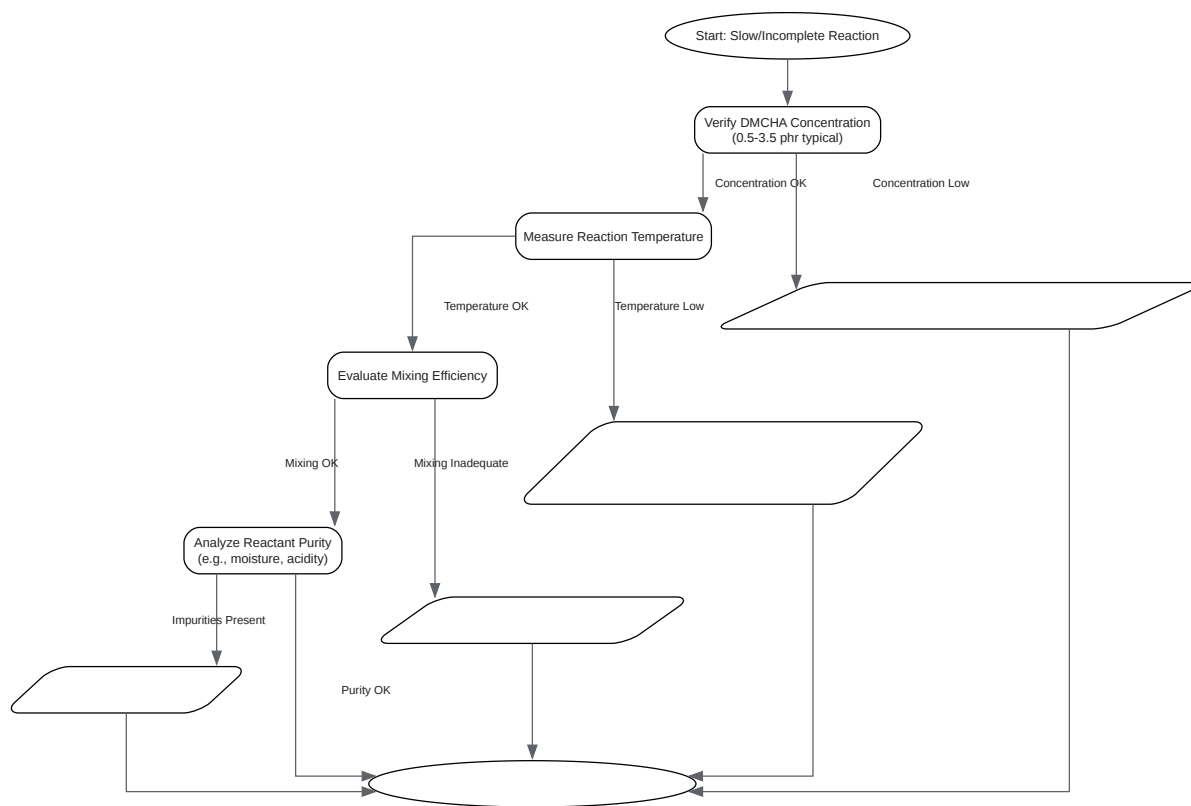 Start: Slow/Incomplete Reaction
Verify DMCHA Concentration
(0.5-3.5 phr typical)
Concentration OK
Concentration Low
Measure Reaction Temperature
Temperature OK
Temperature Low
Evaluate Mixing Efficiency
Mixing OK
Mixing Inadequate
Analyze Reactant Purity
(e.g., moisture, acidity)
Impurities Present
Purity OK